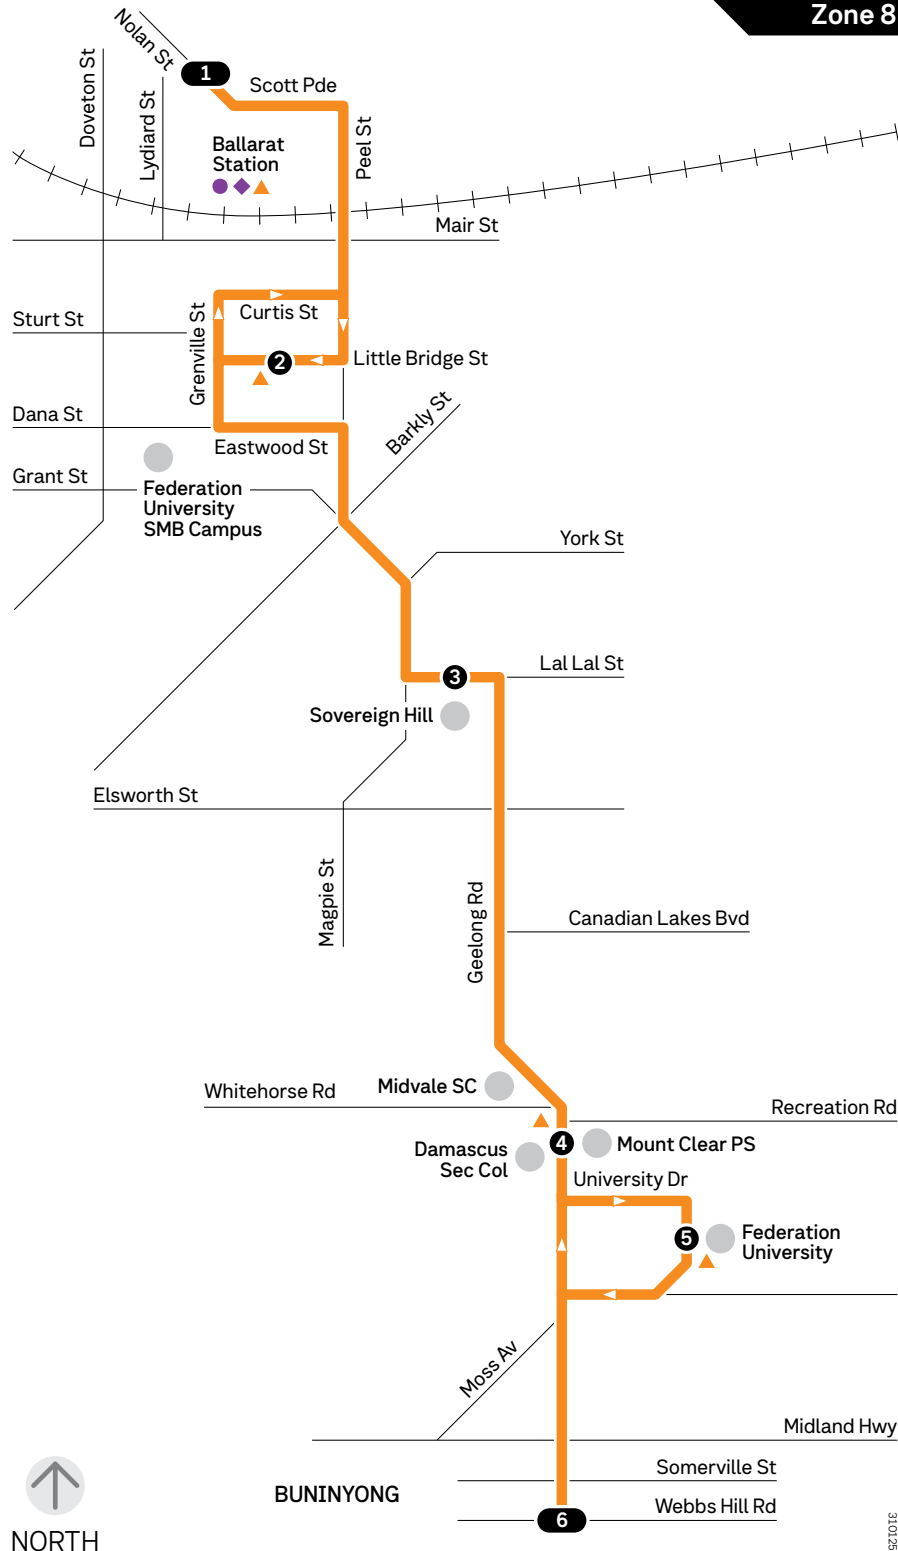 Zone 8
Nolan St
1
Scott Pde
Doveton St
Lydiard St
Peel St
Ballarat
Station
Mair St
Curtis St
Sturt St
Grenville St
2
Little Bridge St
Dana St
Barkly St
Eastwood St
Grant St
Federation
University
SMB Campus
York St
Lal Lal St
3
Sovereign Hill
Elsworth St
Magpie St
Geelong Rd
Canadian Lakes Bvd
Midvale SC
Whitehorse Rd
Recreation Rd
4
Mount Clear PS
Damascus
Sec Col
University Dr
5
Federation
University
Moss Av
Midland Hwy
Somerville St
BUNINYONG
Webbs Hill Rd
6
NORTH
310125